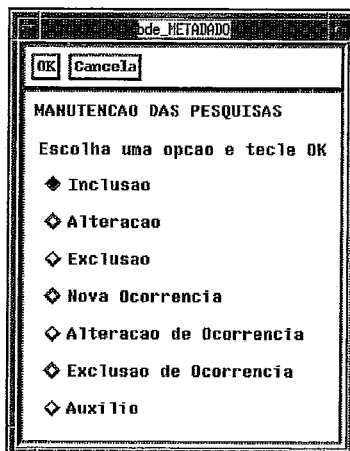 bde_METADADO
OK Cancela
MANUTENCAO DAS PESQUISAS
Escolha uma opcao e tecle OK
Inclusao
Alteracao
Exclusao
Nova Ocorrencia
Alteracao de Ocorrencia
Exclusao de Ocorrencia
Auxilio